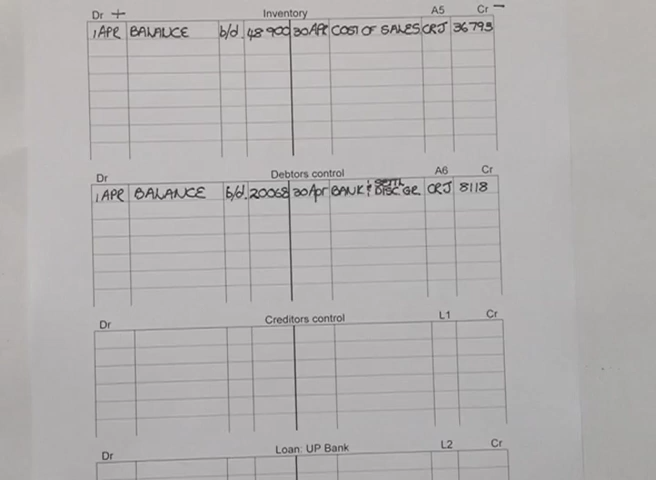 Dr + Inventory A5 Cr -
1 APR BALANCE b/d 48 900 30 Apr COST OF SALES CRJ 36 795
Dr Debtors control A6 Cr
1 APR BALANCE b/d. 20068 30 Apr BANK & SETTL DISC GR. CRJ 8118
Dr Creditors control L1 Cr
Dr Loan: UP Bank L2 Cr